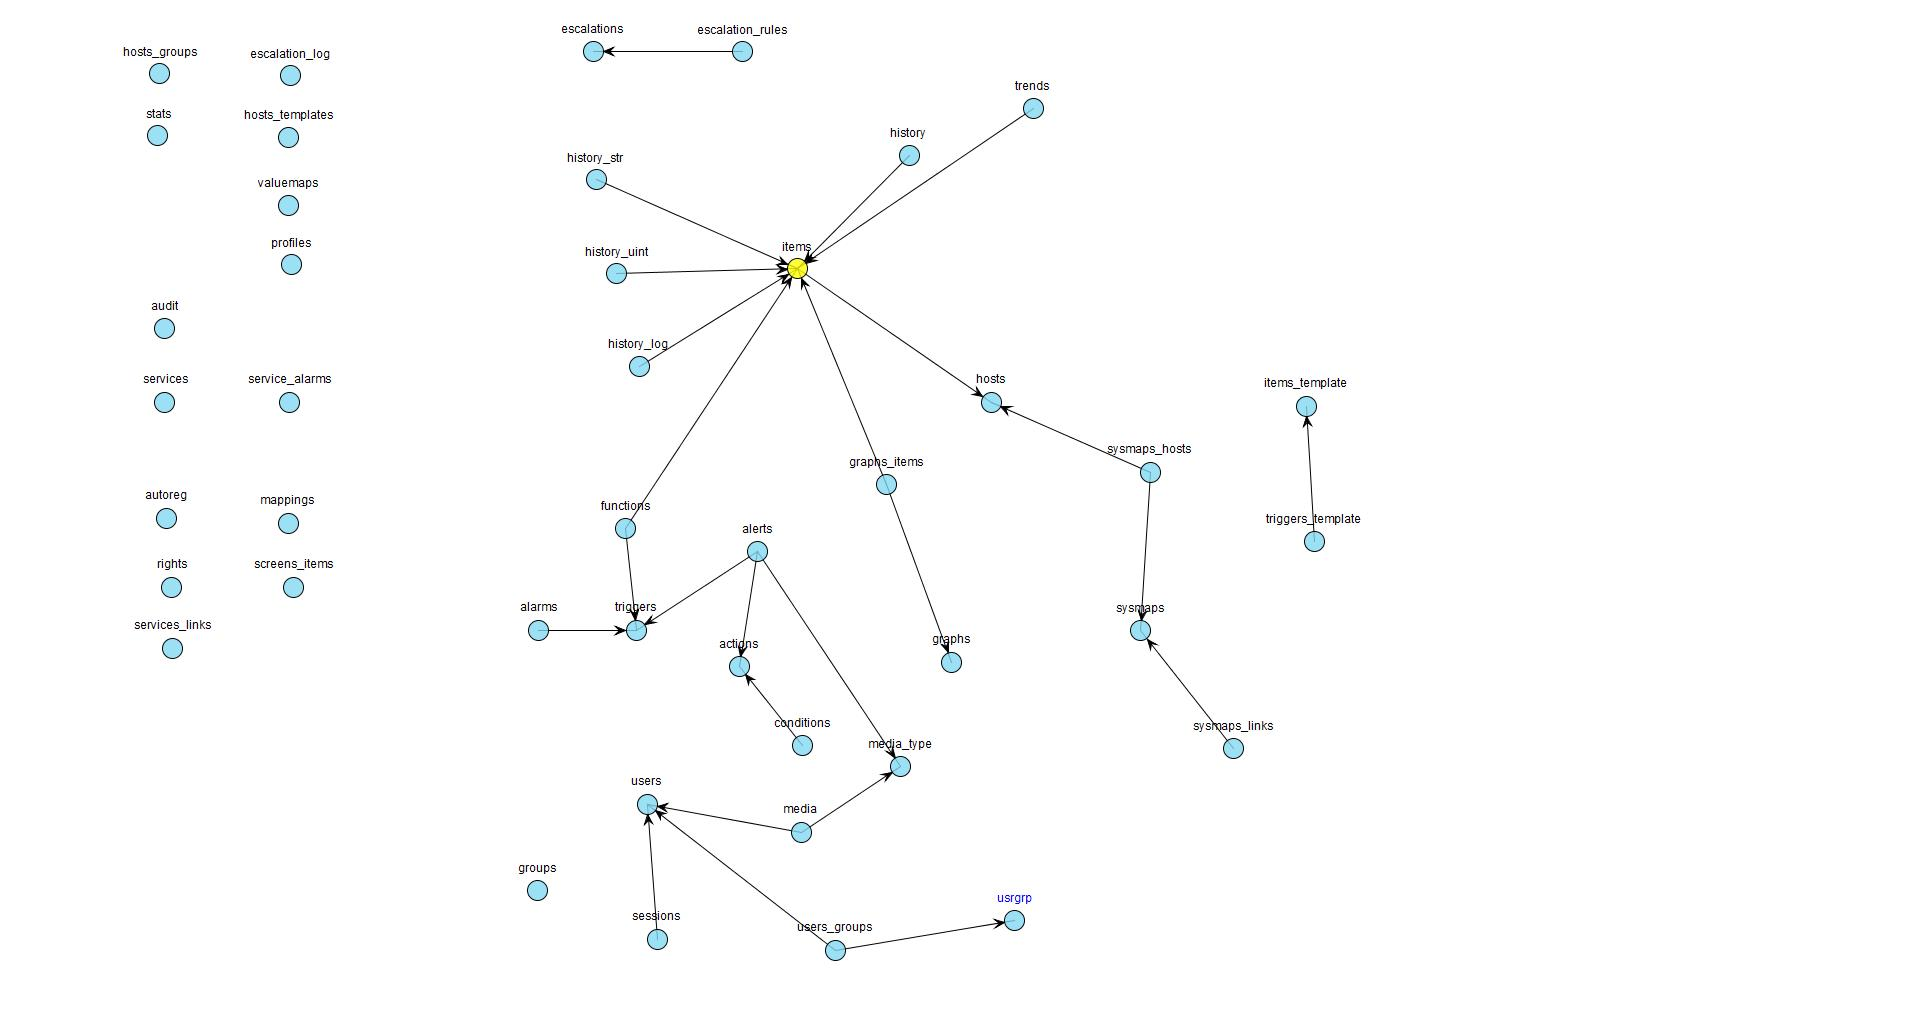 escalations
escalation_rules
hosts_groups
escalation_log
trends
stats
hosts_templates
history
history_str
valuemaps
profiles
items
history_uint
audit
history_log
services
service_alarms
hosts
items_template
sysmaps_hosts
graphs_items
autoreg
mappings
functions
triggers_template
alerts
rights
screens_items
alarms
triggers
sysmaps
services_links
actions
graphs
conditions
sysmaps_links
media_type
users
media
groups
usrgrp
sessions
users_groups